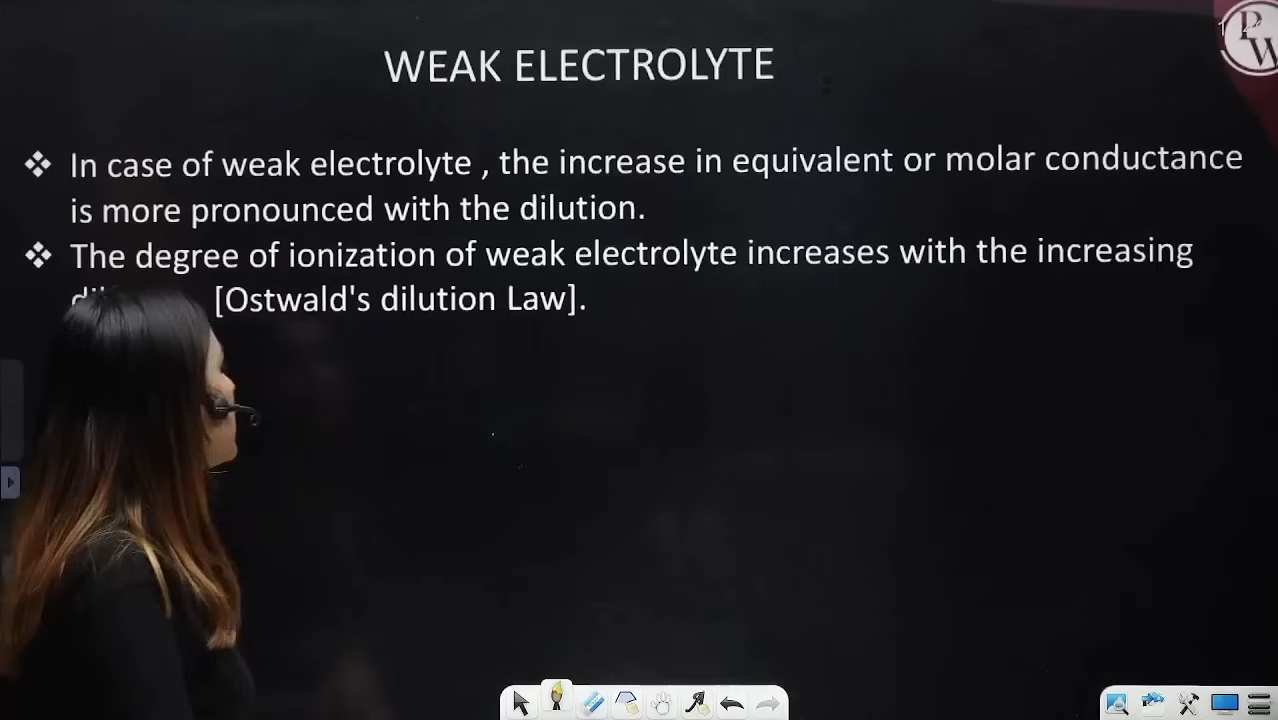 WEAK ELECTROLYTE
❖ In case of weak electrolyte , the increase in equivalent or molar conductance
is more pronounced with the dilution.
❖ The degree of ionization of weak electrolyte increases with the increasing
[Ostwald's dilution Law].
PW